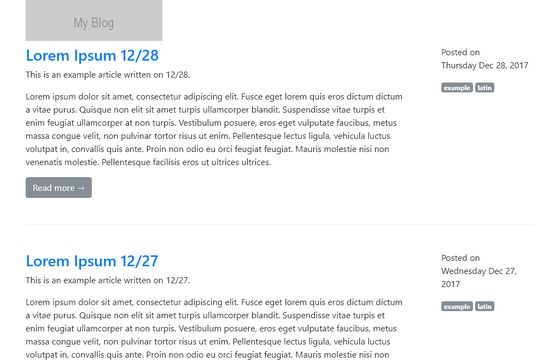 My Blog
Lorem Ipsum 12/28
This is an example article written on 12/28.
Lorem ipsum dolor sit amet, consectetur adipiscing elit. Fusce eget lorem quis eros dictum dictum
a vitae purus. Quisque non elit sit amet turpis ullamcorper blandit. Suspendisse vitae turpis et
enim feugiat ullamcorper at non turpis. Vestibulum posuere, eros eget vulputate faucibus, metus
massa congue velit, non pulvinar tortor risus ut enim. Pellentesque lectus ligula, vehicula luctus
volutpat in, convallis quis ante. Proin non odio eu orci feugiat feugiat. Mauris molestie nisi non
venenatis molestie. Pellentesque facilisis eros ut ultrices ultrices.
Read more →
Posted on
Thursday Dec 28, 2017
example latin
Lorem Ipsum 12/27
This is an example article written on 12/27.
Lorem ipsum dolor sit amet, consectetur adipiscing elit. Fusce eget lorem quis eros dictum dictum
a vitae purus. Quisque non elit sit amet turpis ullamcorper blandit. Suspendisse vitae turpis et
enim feugiat ullamcorper at non turpis. Vestibulum posuere, eros eget vulputate faucibus, metus
massa congue velit, non pulvinar tortor risus ut enim. Pellentesque lectus ligula, vehicula luctus
volutpat in, convallis quis ante. Proin non odio eu orci feugiat feugiat. Mauris molestie nisi non
Posted on
Wednesday Dec 27,
2017
example latin